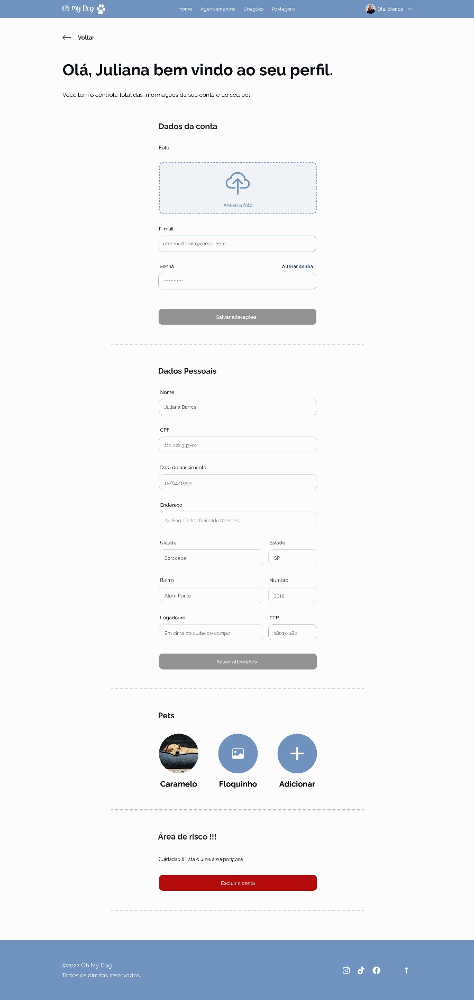 Oh my Dog
Home Agendamentos Doações Postagens
Olá, Bianca
Voltar
Olá, Juliana bem vindo ao seu perfil.
Você tem o controle total das informações da sua conta e do seu pet.
Dados da conta
Foto
Anexe a foto
E-mail
umEmailBonito@email.com
Senha Alterar senha
************
Salvar alterações
Dados Pessoais
Nome
Juliana Barros
CPF
111. 222.333-01
Data de nascimento
15/04/1999
Endereço
Av. Eng. Carlos Reinaldo Mendes
Cidade Estado
Sorocaba SP
Bairro Numero
Além Ponte 2015
Logadouro CEP
Em cima do clube de campo 18013-280
Salvar alterações
Pets
Caramelo Floquinho Adicionar
Área de risco !!!
Cuidadao!!! Está e uma área perigosa
Excluir a conta
©2023 Oh My Dog
Todos os direitos reservados